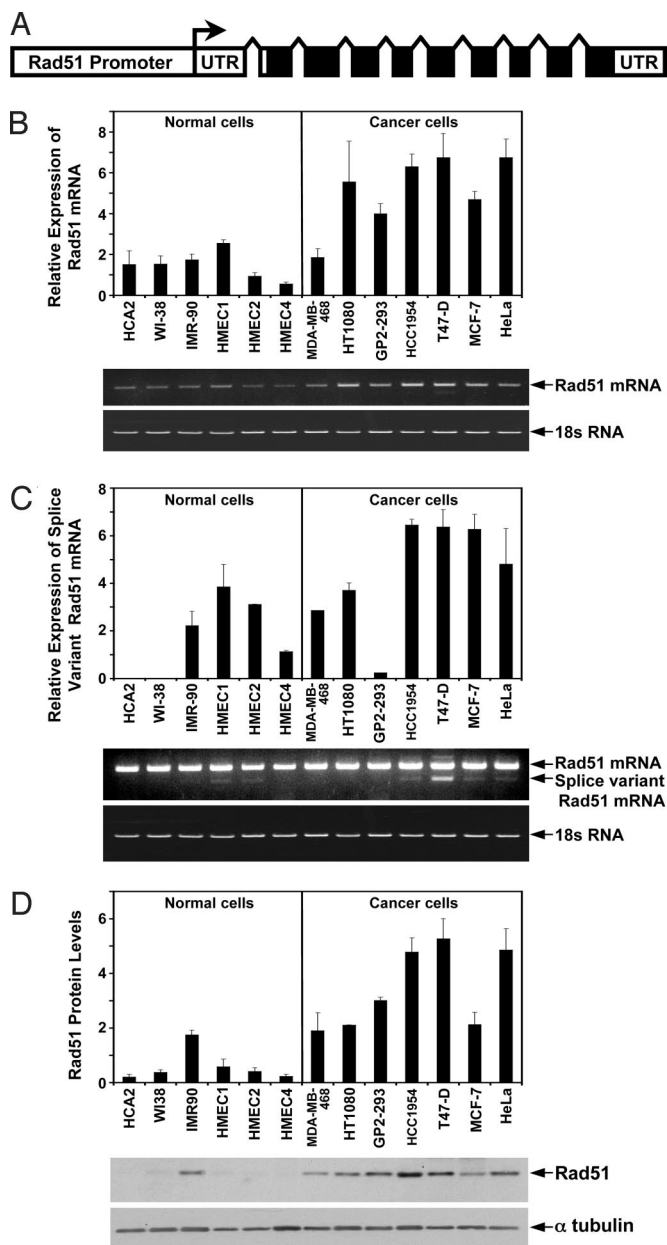 A
Rad51 Promoter UTR UTR
B
Relative Expression of
Rad51 mRNA
Normal cells Cancer cells
8
6
4
2
0
HCA2 WI-38 IMR-90 HMEC1 HMEC2 HMEC4 MDA-MB-468 HT1080 GP2-293 HCC1954 T47-D MCF-7 HeLa
Rad51 mRNA
18s RNA
C
Relative Expression of Splice
Variant Rad51 mRNA
Normal cells Cancer cells
8
6
4
2
0
HCA2 WI-38 IMR-90 HMEC1 HMEC2 HMEC4 MDA-MB-468 HT1080 GP2-293 HCC1954 T47-D MCF-7 HeLa
Rad51 mRNA
Splice variant
Rad51 mRNA
18s RNA
D
Rad51 Protein Levels
Normal cells Cancer cells
6
4
2
0
HCA2 WI38 IMR90 HMEC1 HMEC2 HMEC4 MDA-MB-468 HT1080 GP2-293 HCC1954 T47-D MCF-7 HeLa
Rad51
α tubulin